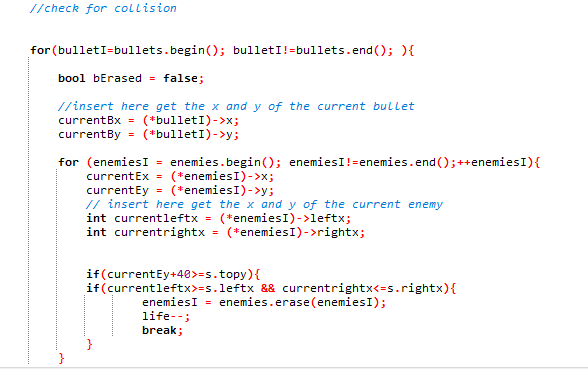 //check for collision
for(bulletI=bullets.begin(); bulletI!=bullets.end(); ){
bool bErased = false;
//insert here get the x and y of the current bullet
currentBx = (*bulletI)->x;
currentBy = (*bulletI)->y;
for (enemiesI = enemies.begin(); enemiesI!=enemies.end();++enemiesI){
currentEx = (*enemiesI)->x;
currentEy = (*enemiesI)->y;
// insert here get the x and y of the current enemy
int currentleftx = (*enemiesI)->leftx;
int currentrightx = (*enemiesI)->rightx;
if(currentEy+40>=s.topy){
if(currentleftx>=s.leftx && currentrightx<=s.rightx){
enemiesI = enemies.erase(enemiesI);
life--;
break;
}
}